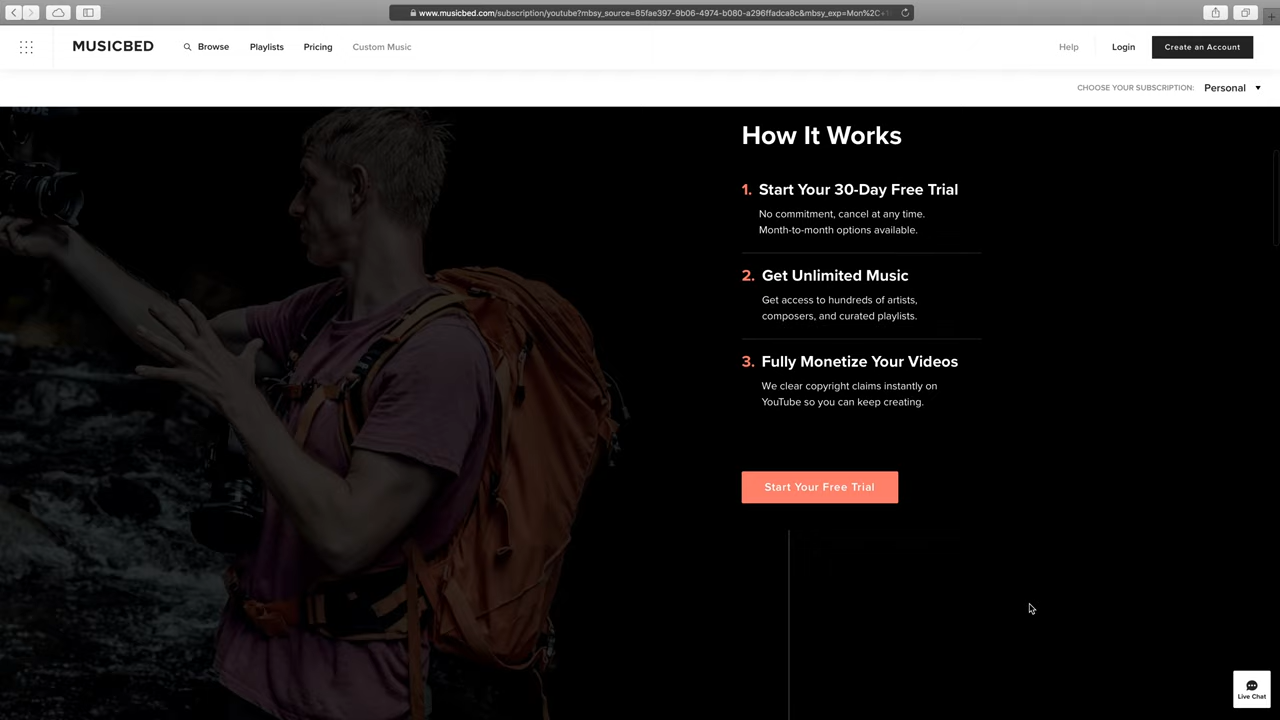 www.musicbed.com/subscription/youtube?mbsy_source=85fae397-9b06-4974-b080-a296ffadca8c&mbsy_exp=Mon%2C+
MUSICBED
Browse
Playlists
Pricing
Custom Music
Help
Login
Create an Account
CHOOSE YOUR SUBSCRIPTION: Personal
How It Works
1. Start Your 30-Day Free Trial
No commitment, cancel at any time.
Month-to-month options available.
2. Get Unlimited Music
Get access to hundreds of artists,
composers, and curated playlists.
3. Fully Monetize Your Videos
We clear copyright claims instantly on
YouTube so you can keep creating.
Start Your Free Trial
Live Chat